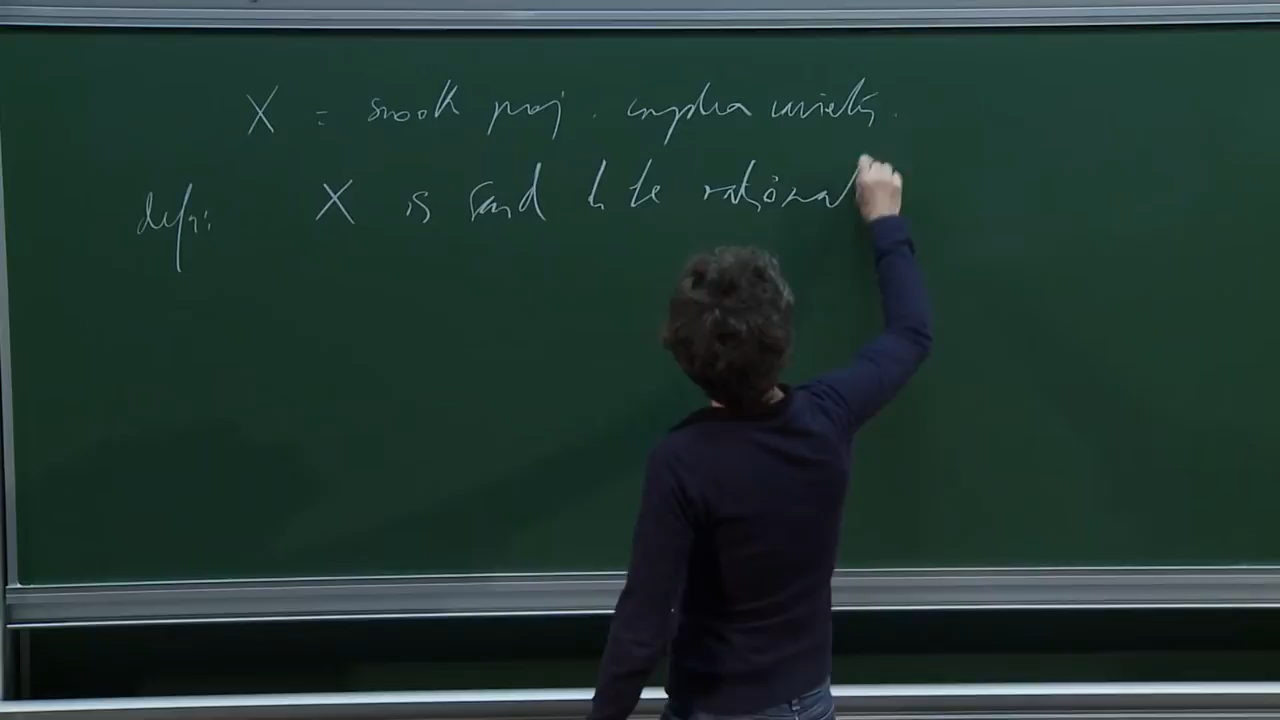 X = smooth proj. complex variety.
defn: X is said to be rational